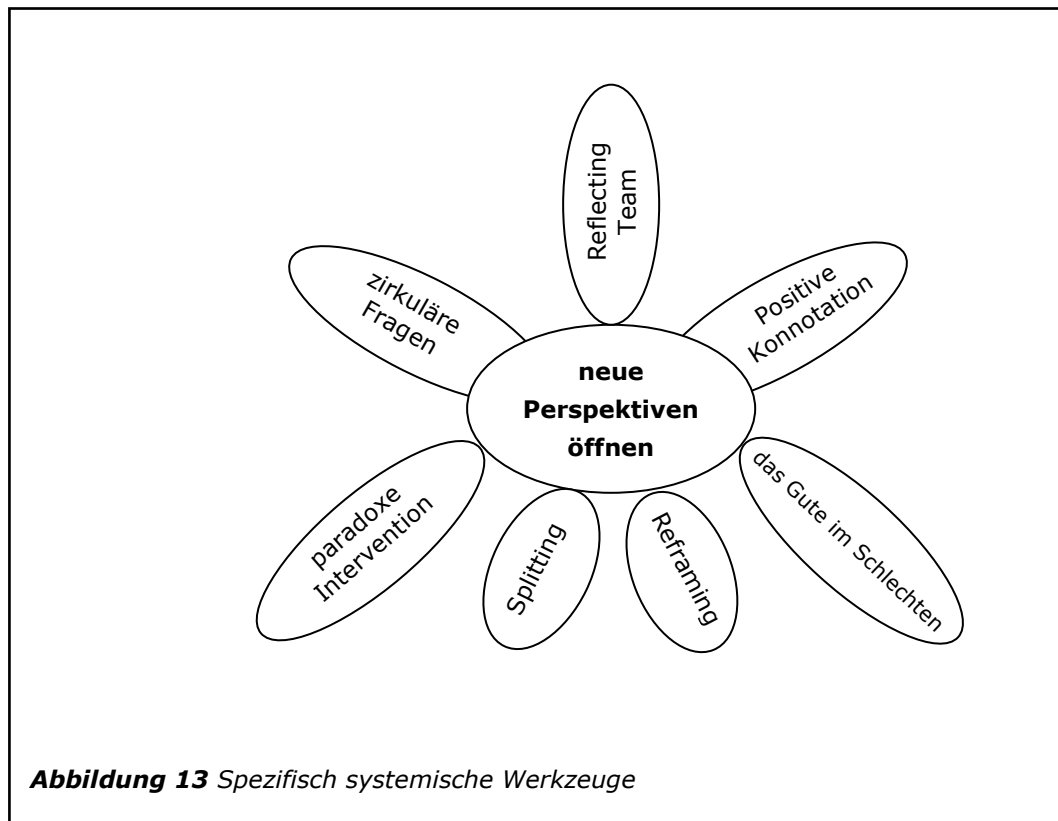 Reflecting
Team
zirkuläre
Fragen
Positive
Konnotation
neue
Perspektiven
öffnen
paradoxe
Intervention
Splitting
Reframing
das Gute im Schlechten
Abbildung 13 Spezifisch systemische Werkzeuge